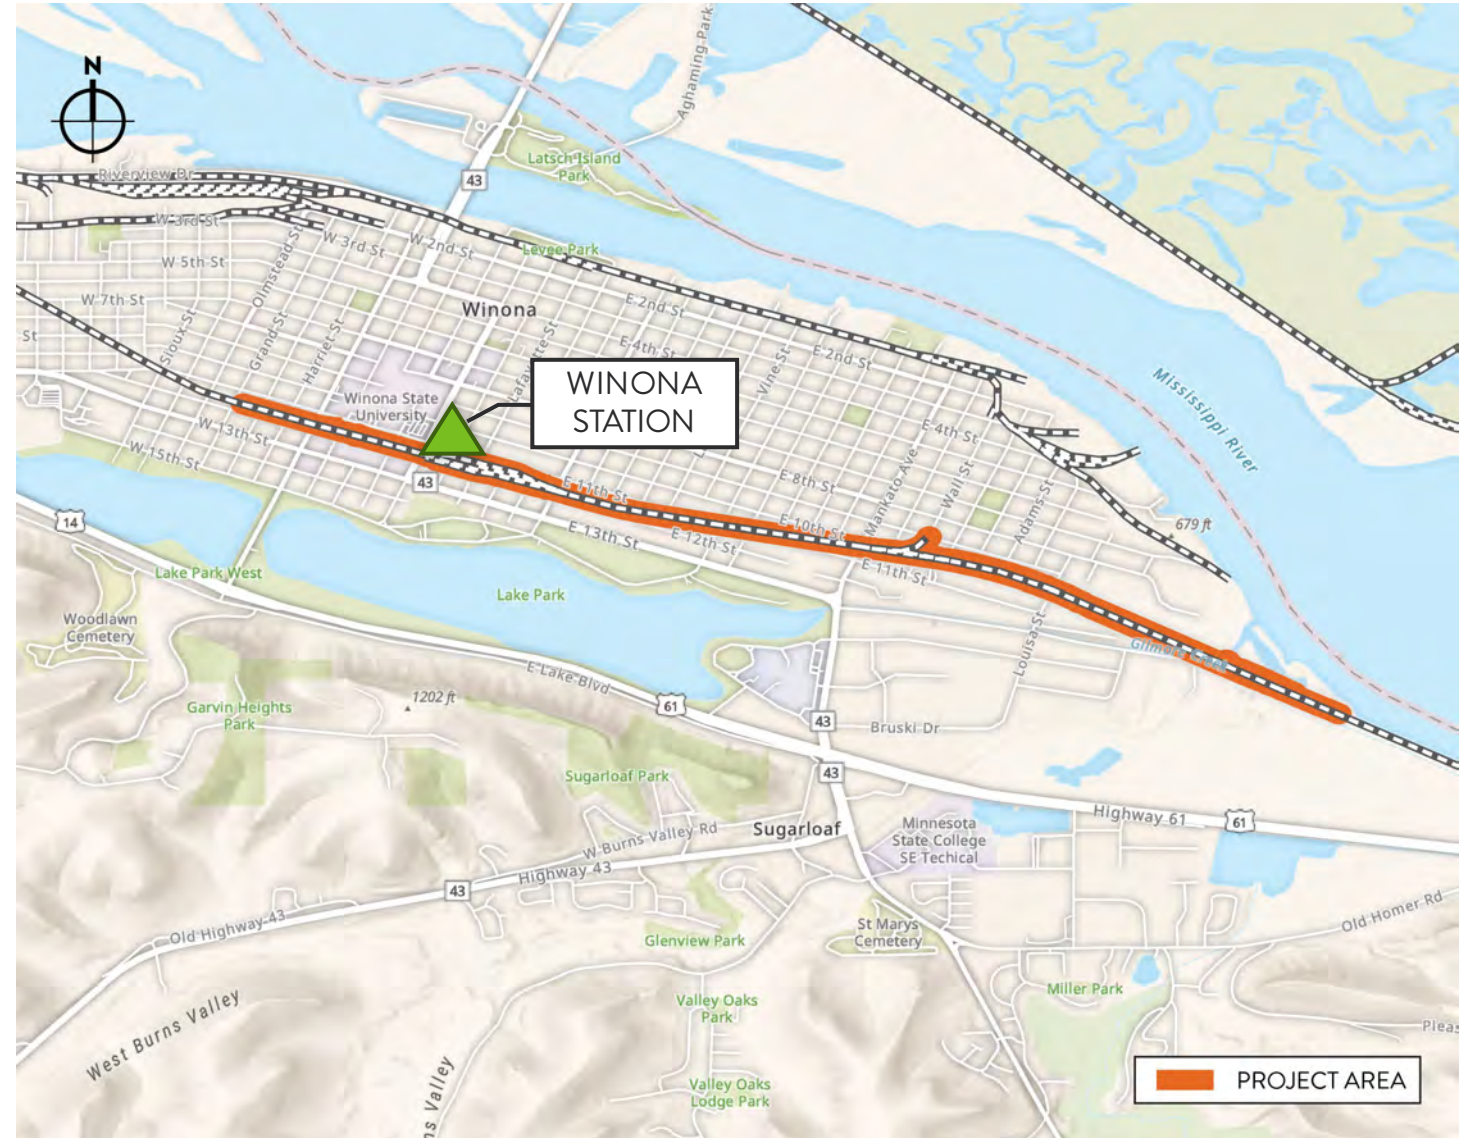 N
Aghaming Park
Latsch Island
Park
Riverview Dr
43
W 3rd St
W 3rd St
W 2nd St
Levee Park
W 5th St
Olmstead St
W 7th St
Winona
E 2nd St
St
Sioux St
Grand St
Harriet St
Lafayette St
E 4th St
E 2nd St
Vine St
Mississippi River
WINONA
STATION
Winona State
University
W 13th St
W 15th St
43
E 4th St
E 8th St
Mankato Ave
Wall St
Adams St
E 11th St
E 10th St
679 ft
14
E 13th St
E 12th St
E 11th St
Lake Park West
Lake Park
Woodlawn
Cemetery
Louisa St
Gilmore Creek
E Lake Blvd
1202 ft
Garvin Heights
Park
61
43
Bruski Dr
Sugarloaf Park
43
Highway 61
61
W Burns Valley Rd
Sugarloaf
Minnesota
State College
SE Techical
Highway 43
43
Old Highway 43
St Marys
Cemetery
Old Homer Rd
Glenview Park
Miller Park
Valley Oaks
Park
West Burns Valley
Pleas
ns Valley
Valley Oaks
Lodge Park
PROJECT AREA